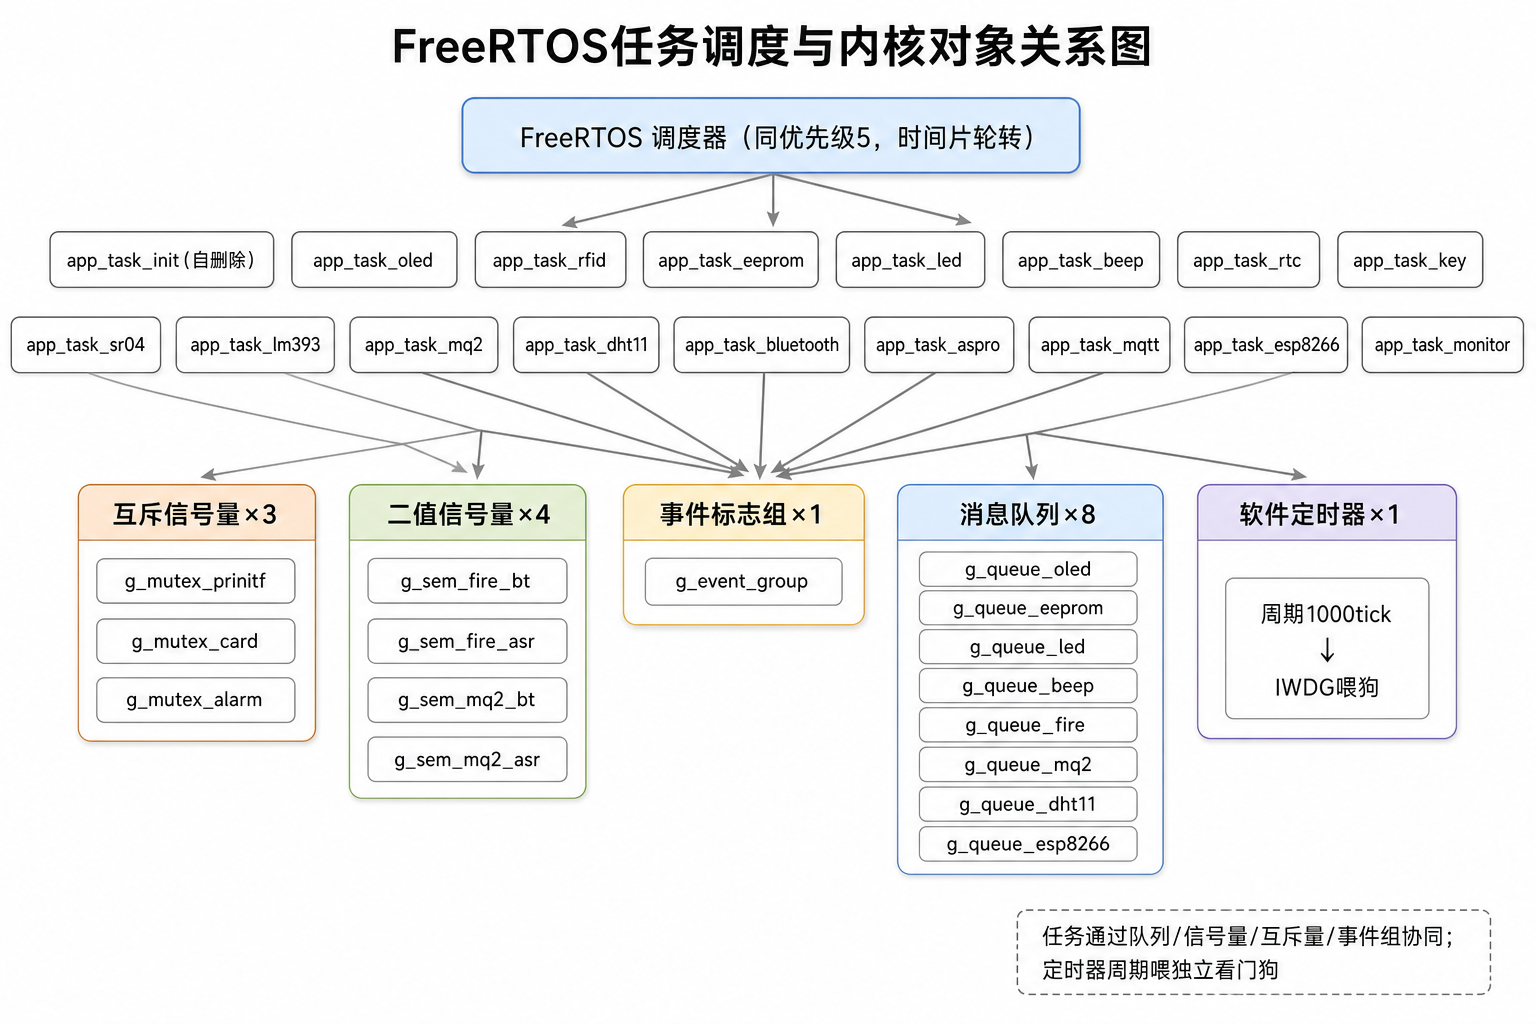 FreeRTOS任务调度与内核对象关系图
FreeRTOS 调度器（同优先级5，时间片轮转）
app_task_init（自删除）
app_task_oled
app_task_rfid
app_task_eeprom
app_task_led
app_task_beep
app_task_rtc
app_task_key
app_task_sr04
app_task_lm393
app_task_mq2
app_task_dht11
app_task_bluetooth
app_task_aspro
app_task_mqtt
app_task_esp8266
app_task_monitor
互斥信号量×3
g_mutex_prinitf
g_mutex_card
g_mutex_alarm
二值信号量×4
g_sem_fire_bt
g_sem_fire_asr
g_sem_mq2_bt
g_sem_mq2_asr
事件标志组×1
g_event_group
消息队列×8
g_queue_oled
g_queue_eeprom
g_queue_led
g_queue_beep
g_queue_fire
g_queue_mq2
g_queue_dht11
g_queue_esp8266
软件定时器×1
周期1000tick
↓
IWDG喂狗
任务通过队列/信号量/互斥量/事件组协同；
定时器周期喂独立看门狗